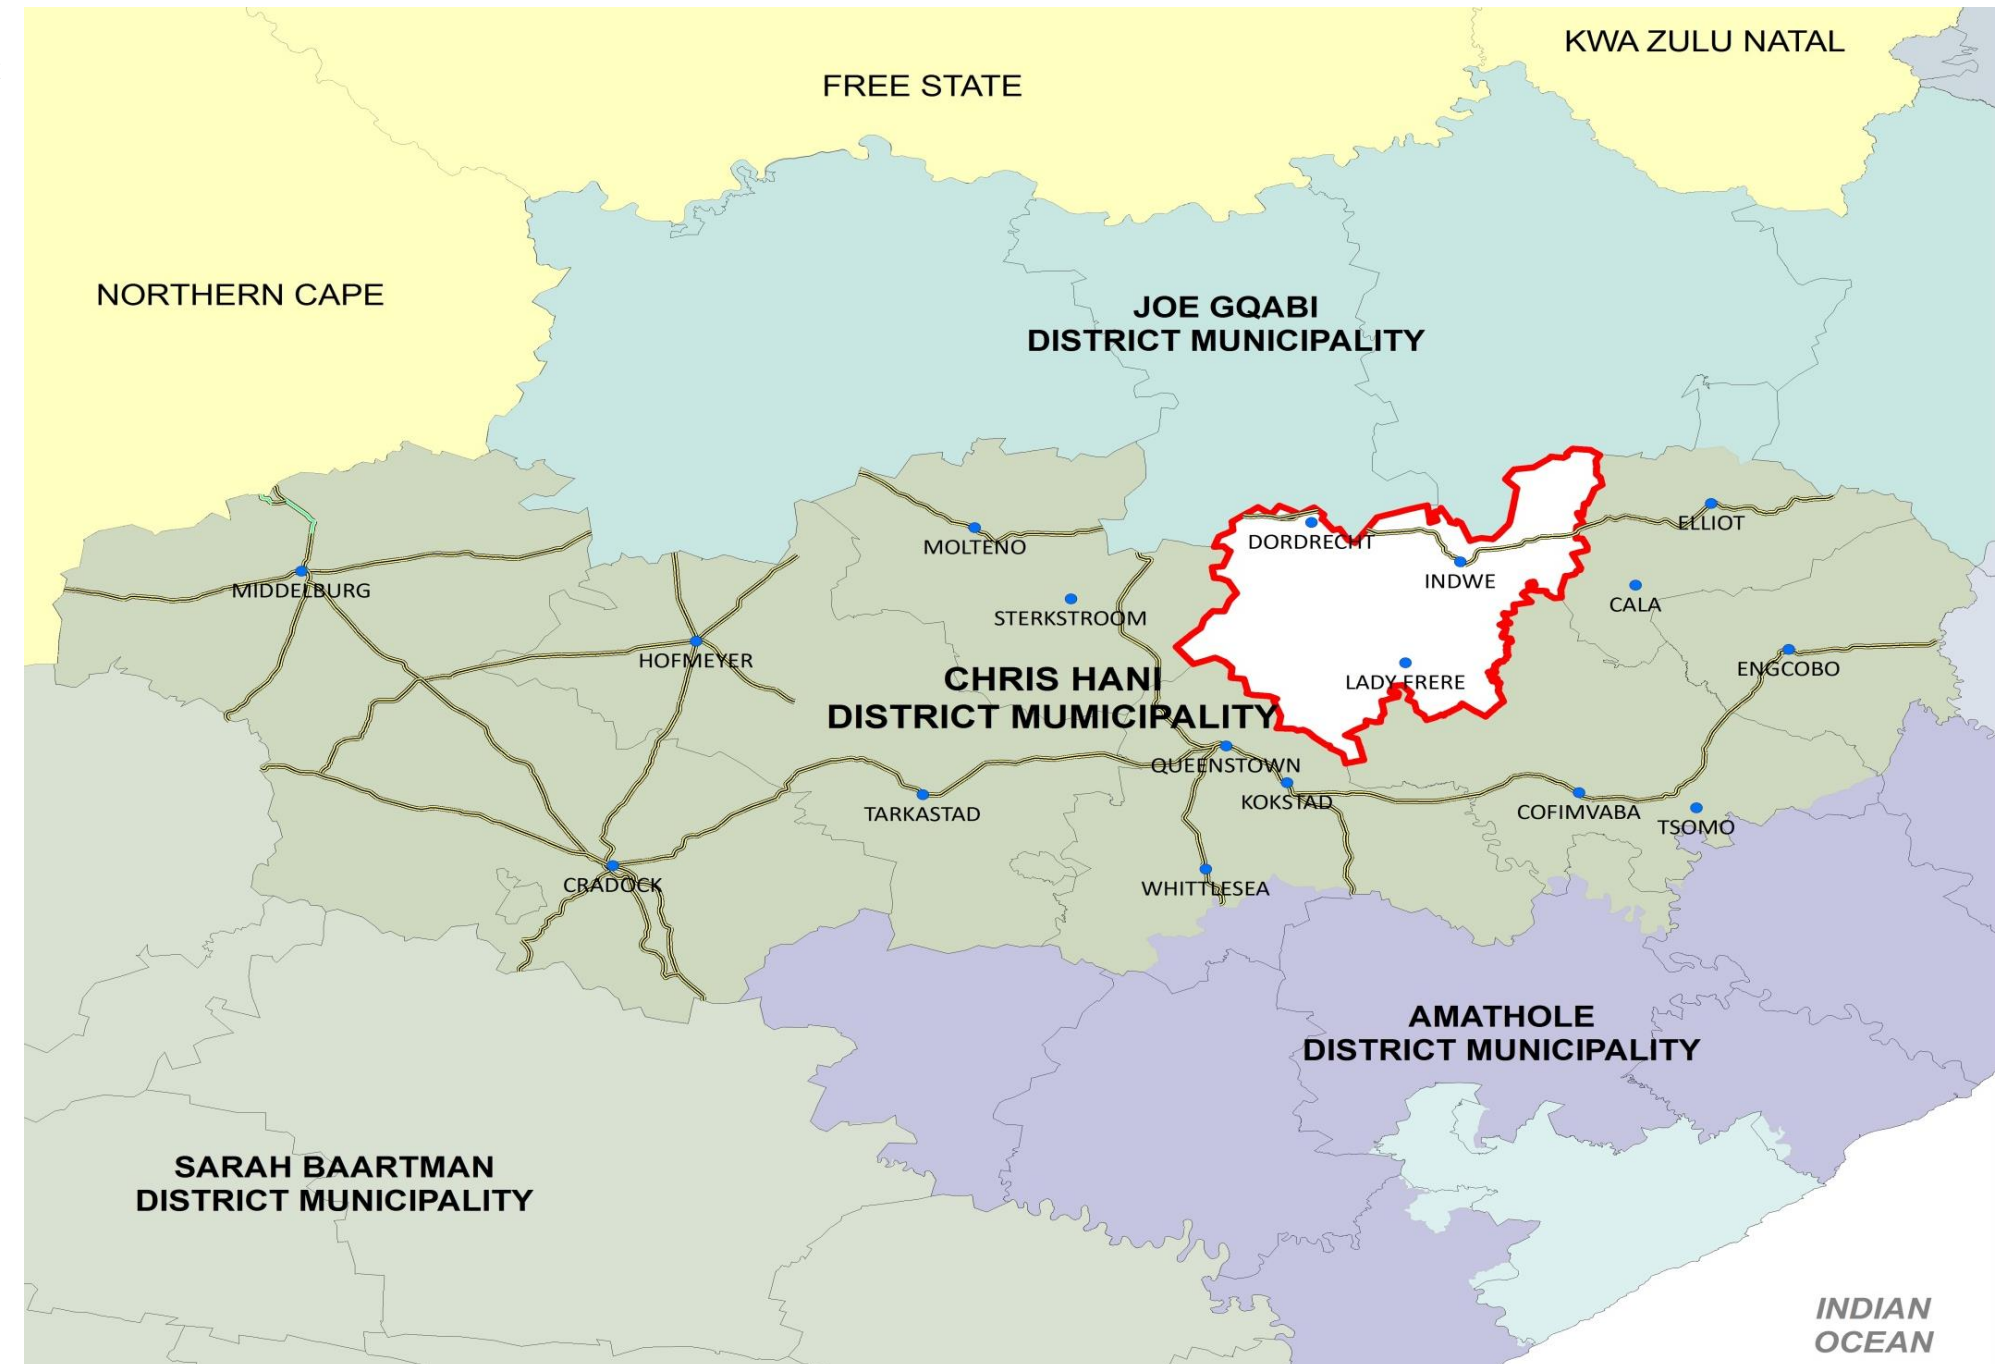 KWA ZULU NATAL
FREE STATE
NORTHERN CAPE
JOE GQABI
DISTRICT MUNICIPALITY
ELLIOT
MOLTENO
DORDRECHT
INDWE
MIDDELBURG
CALA
STERKSTROOM
HOFMEYER
ENGCOBO
CHRIS HANI
DISTRICT MUMICIPALITY
LADY FRERE
QUEENSTOWN
KOKSTAD
TARKASTAD
COFIMVABA
TSOMO
CRADOCK
WHITTLESEA
AMATHOLE
DISTRICT MUNICIPALITY
SARAH BAARTMAN
DISTRICT MUNICIPALITY
INDIAN
OCEAN